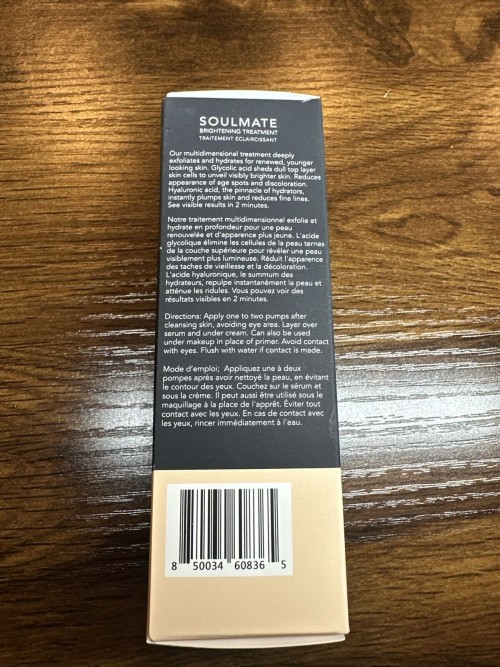 SOULMATE
BRIGHTENING TREATMENT
TRAITEMENT ECLAIRCISSANT
Our multidimensional treatment deeply
exfoliates and hydrates for renewed, younger
looking skin. Glycolic acid sheds dull top layer
skin cells to unveil visibly brighter skin. Reduces
appearance of age spots and discoloration.
Hyaluronic acid, the pinnacle of hydrators,
instantly plumps skin and reduces fine lines.
See visible results in 2 minutes.
Notre traitement multidimensionnel exfolie et
hydrate en profondeur pour une peau
renouvelée et d'apparence plus jeune. L'acide
glycolique élimine les cellules de la peau ternes
de la couche supérieure pour révéler une peau
visiblement plus lumineuse. Réduit l'apparence
des taches de vieillesse et la décoloration.
L'acide hyaluronique, le summum des
hydrateurs, repulpe instantanément la peau et
atténue les ridules. Vous pouvez voir des
résultats visibles en 2 minutes.
Directions: Apply one to two pumps after
cleansing skin, avoiding eye area. Layer over
serum and under cream. Can also be used
under makeup in place of primer. Avoid contact
with eyes. Flush with water if contact is made.
Mode d'emploi; Appliquez une à deux
pompes après avoir nettoyé la peau, en évitant
le contour des yeux. Couchez sur le sérum et
sous la crème. Il peut aussi être utilisé sous le
maquillage à la place de l'apprêt. Éviter tout
contact avec les yeux. En cas de contact avec
les yeux, rincer immédiatement à l'eau.
8 50034 60836 5